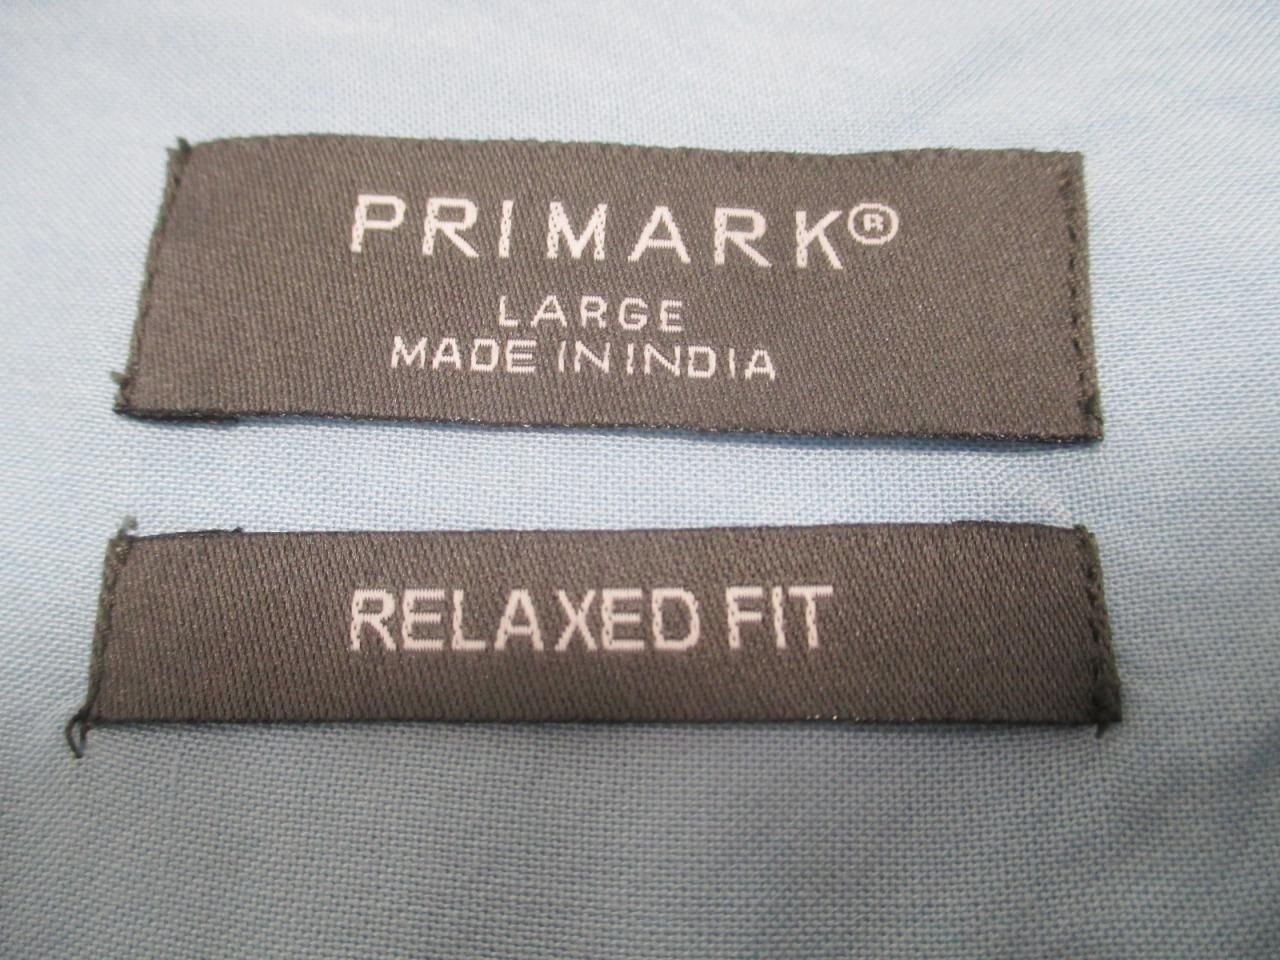 PRIMARK®
LARGE
MADE IN INDIA
RELAXED FIT